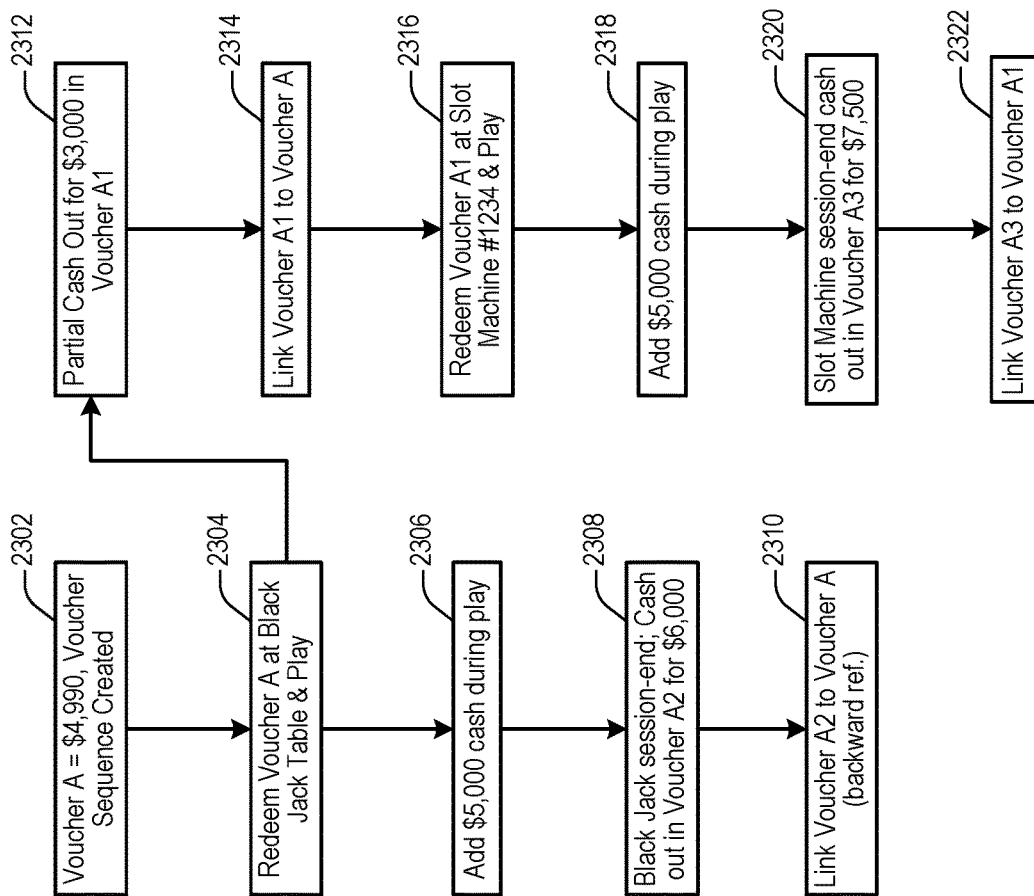 2302
Voucher A = $4,990, Voucher
Sequence Created
2304
Redeem Voucher A at Black
Jack Table & Play
2306
Add $5,000 cash during play
2308
Black Jack session-end; Cash
out in Voucher A2 for $6,000
2310
Link Voucher A2 to Voucher A
(backward ref.)
2312
Partial Cash Out for $3,000 in
Voucher A1
2314
Link Voucher A1 to Voucher A
2316
Redeem Voucher A1 at Slot
Machine #1234 & Play
2318
Add $5,000 cash during play
2320
Slot Machine session-end cash
out in Voucher A3 for $7,500
2322
Link Voucher A3 to Voucher A1